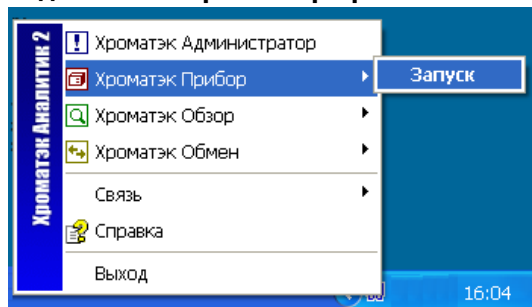 Хроматэк Аналитик 2
Хроматэк Администратор
Хроматэк Прибор
Запуск
Хроматэк Обзор
Хроматэк Обмен
Связь
Справка
Выход
16:04